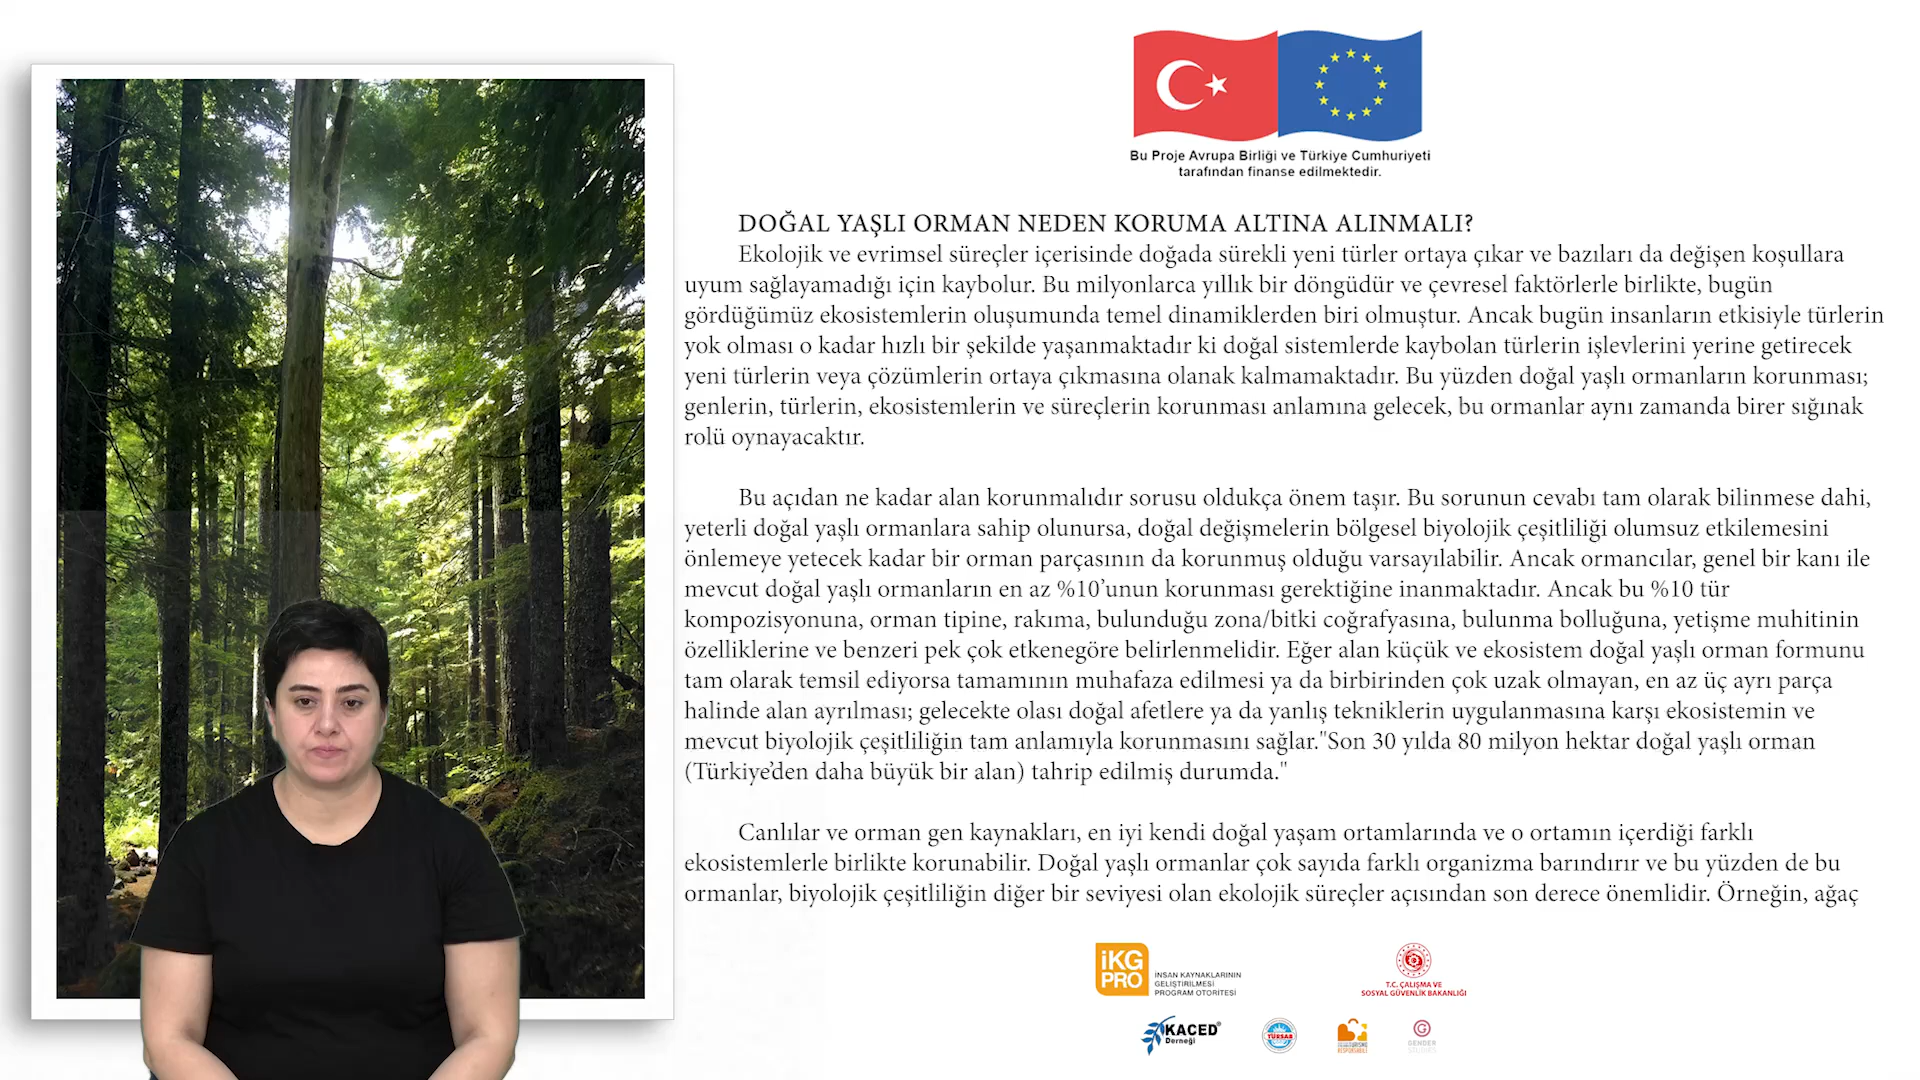 Bu Proje Avrupa Birliği ve Türkiye Cumhuriyeti
tarafından finanse edilmektedir.
DOĞAL YAŞLI ORMAN NEDEN KORUMA ALTINA ALINMALI?
Ekolojik ve evrimsel süreçler içerisinde doğada sürekli yeni türler ortaya çıkar ve bazıları da değişen koşullara
uyum sağlayamadığı için kaybolur. Bu milyonlarca yıllık bir döngüdür ve çevresel faktörlerle birlikte, bugün
gördüğümüz ekosistemlerin oluşumunda temel dinamiklerden biri olmuştur. Ancak bugün insanların etkisiyle türlerin
yok olması o kadar hızlı bir şekilde yaşanmaktadır ki doğal sistemlerde kaybolan türlerin işlevlerini yerine getirecek
yeni türlerin veya çözümlerin ortaya çıkmasına olanak kalmamaktadır. Bu yüzden doğal yaşlı ormanların korunması;
genlerin, türlerin, ekosistemlerin ve süreçlerin korunması anlamına gelecek, bu ormanlar aynı zamanda birer sığınak
rolü oynayacaktır.
Bu açıdan ne kadar alan korunmalıdır sorusu oldukça önem taşır. Bu sorunun cevabı tam olarak bilinmese dahi,
yeterli doğal yaşlı ormanlara sahip olunursa, doğal değişmelerin bölgesel biyolojik çeşitliliği olumsuz etkilemesini
önlemeye yetecek kadar bir orman parçasının da korunmuş olduğu varsayılabilir. Ancak ormancılar, genel bir kanı ile
mevcut doğal yaşlı ormanların en az %10’unun korunması gerektiğine inanmaktadır. Ancak bu %10 tür
kompozisyonuna, orman tipine, rakıma, bulunduğu zona/bitki coğrafyasına, bulunma bolluğuna, yetişme muhitinin
özelliklerine ve benzeri pek çok etkenegöre belirlenmelidir. Eğer alan küçük ve ekosistem doğal yaşlı orman formunu
tam olarak temsil ediyorsa tamamının muhafaza edilmesi ya da birbirinden çok uzak olmayan, en az üç ayrı parça
halinde alan ayrılması; gelecekte olası doğal afetlere ya da yanlış tekniklerin uygulanmasına karşı ekosistemin ve
mevcut biyolojik çeşitliliğin tam anlamıyla korunmasını sağlar."Son 30 yılda 80 milyon hektar doğal yaşlı orman
(Türkiye’den daha büyük bir alan) tahrip edilmiş durumda."
Canlılar ve orman gen kaynakları, en iyi kendi doğal yaşam ortamlarında ve o ortamın içerdiği farklı
ekosistemlerle birlikte korunabilir. Doğal yaşlı ormanlar çok sayıda farklı organizma barındırır ve bu yüzden de bu
ormanlar, biyolojik çeşitliliğin diğer bir seviyesi olan ekolojik süreçler açısından son derece önemlidir. Örneğin, ağaç
iKG
PRO
İNSAN KAYNAKLARININ
GELİŞTİRİLMESİ
PROGRAM OTORİTESİ
T.C. ÇALIŞMA VE
SOSYAL GÜVENLİK BAKANLIĞI
KACED
Derneği
TÜRSAB
RESPONSABILE
GENDER
STUDIES